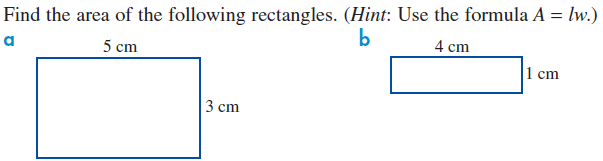 Find the area of the following rectangles. (Hint: Use the formula A = lw.)
a
5 cm
3 cm
b
4 cm
1 cm